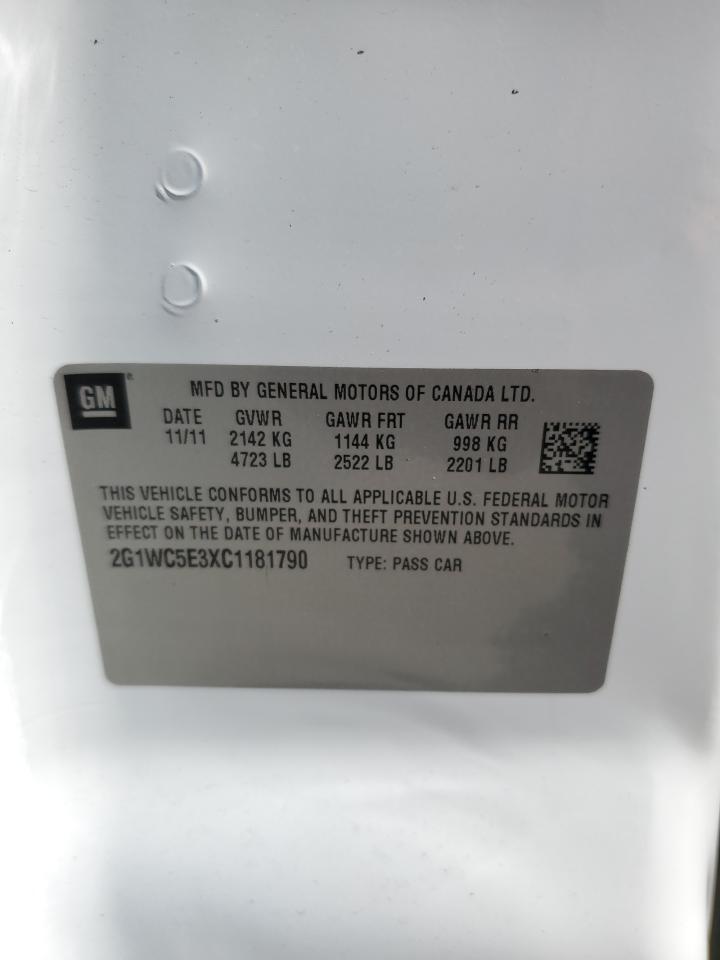 GM
MFD BY GENERAL MOTORS OF CANADA LTD.
DATE GVWR GAWR FRT GAWR RR
11/11 2142 KG 1144 KG 998 KG
4723 LB 2522 LB 2201 LB
THIS VEHICLE CONFORMS TO ALL APPLICABLE U.S. FEDERAL MOTOR
VEHICLE SAFETY, BUMPER, AND THEFT PREVENTION STANDARDS IN
EFFECT ON THE DATE OF MANUFACTURE SHOWN ABOVE.
2G1WC5E3XC1181790 TYPE: PASS CAR